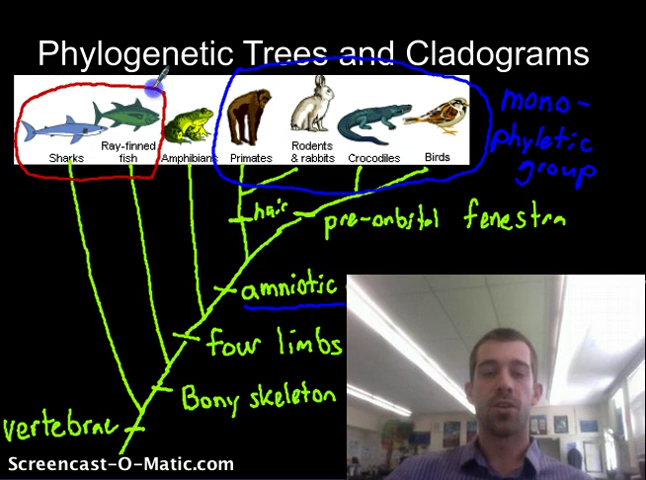 Phylogenetic Trees and Cladograms
Sharks
Ray-finned
fish
Amphibians
Primates
Rodents
& rabbits
Crocodiles
Birds
mono-
phyletic
group
hair
pre-orbital fenestra
amniotic
four limbs
Bony skeleton
vertebrae
Screencast-O-Matic.com